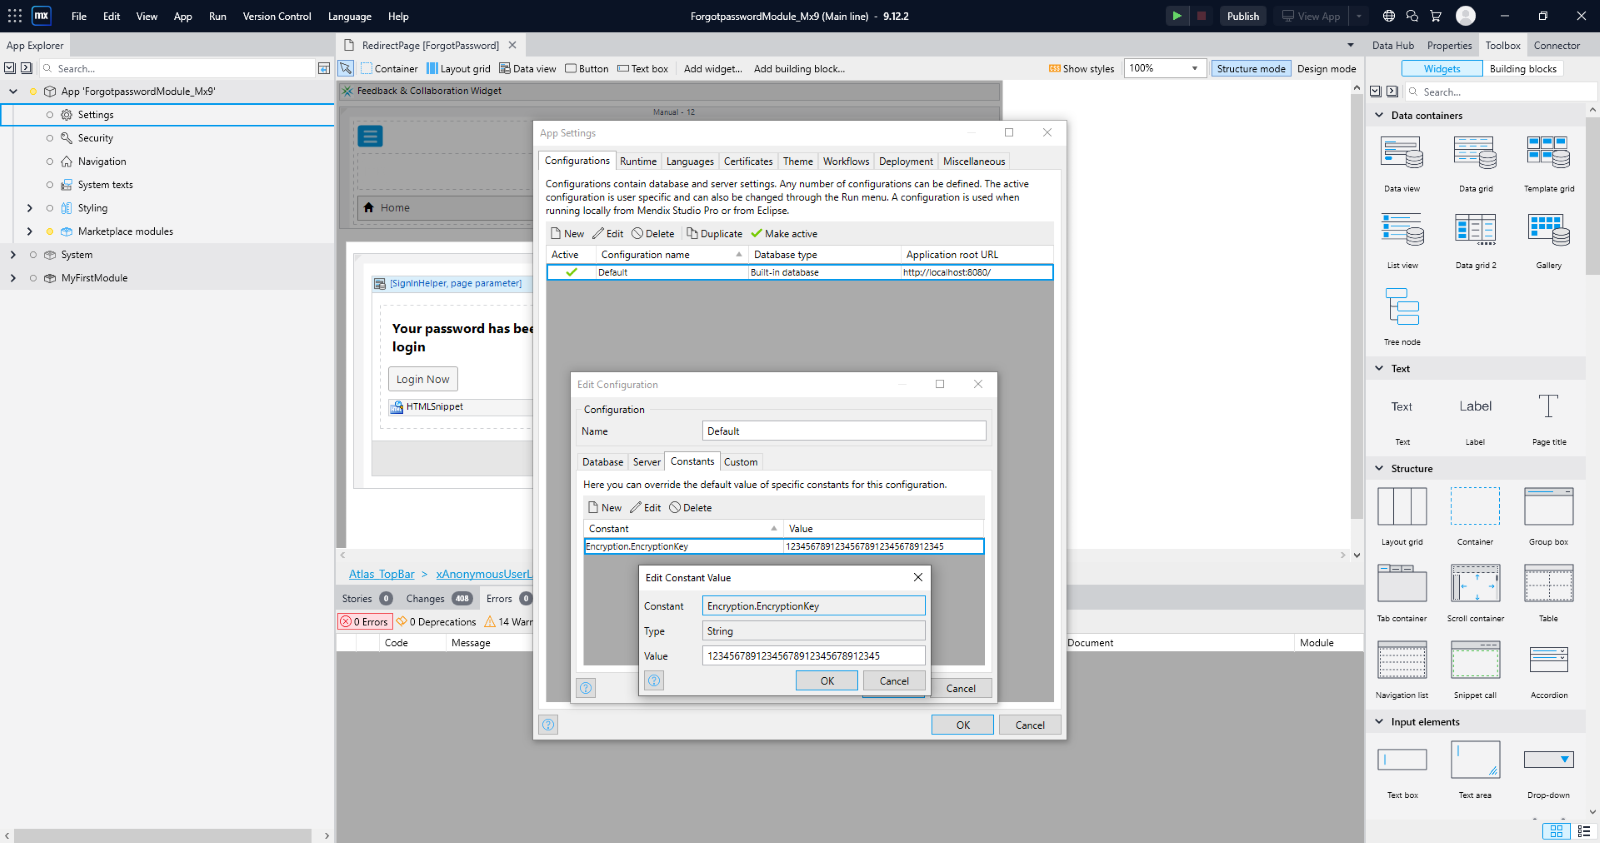 mx File Edit View App Run Version Control Language Help ForgotpasswordModule_Mx9 (Main line) - 9.12.2 Publish View App
App Explorer
Search...
App 'ForgotpasswordModule_Mx9'
Settings
Security
Navigation
System texts
Styling
Marketplace modules
System
MyFirstModule
RedirectPage [ForgotPassword]
Container Layout grid Data view Button Text box Add widget... Add building block... Show styles 100% Structure mode Design mode
Feedback & Collaboration Widget
Manual - 12
Home
[SignInHelper, page parameter]
Your password has bee
login
Login Now
HTMLSnippet
Atlas_TopBar > xAnonymousUserL
Stories 0 Changes 408 Errors 0
0 Errors 0 Deprecations 14 Warr
Code Message Document Module
App Settings
Configurations Runtime Languages Certificates Theme Workflows Deployment Miscellaneous
Configurations contain database and server settings. Any number of configurations can be defined. The active
configuration is user specific and can also be changed through the Run menu. A configuration is used when
running locally from Mendix Studio Pro or from Eclipse.
New Edit Delete Duplicate Make active
Active Configuration name Database type Application root URL
Default Built-in database http://localhost:8080/
Edit Configuration
Configuration
Name Default
Database Server Constants Custom
Here you can override the default value of specific constants for this configuration.
New Edit Delete
Constant Value
Encryption.EncryptionKey 12345678912345678912345678912345
Edit Constant Value
Constant Encryption.EncryptionKey
Type String
Value 12345678912345678912345678912345
OK Cancel
Cancel
OK Cancel
Data Hub Properties Toolbox Connector
Widgets Building blocks
Search...
Data containers
Data view Data grid Template grid
List view Data grid 2 Gallery
Tree node
Text
Text Label
Text Label Page title
Structure
Layout grid Container Group box
Tab container Scroll container Table
Navigation list Snippet call Accordion
Input elements
Text box Text area Drop-down